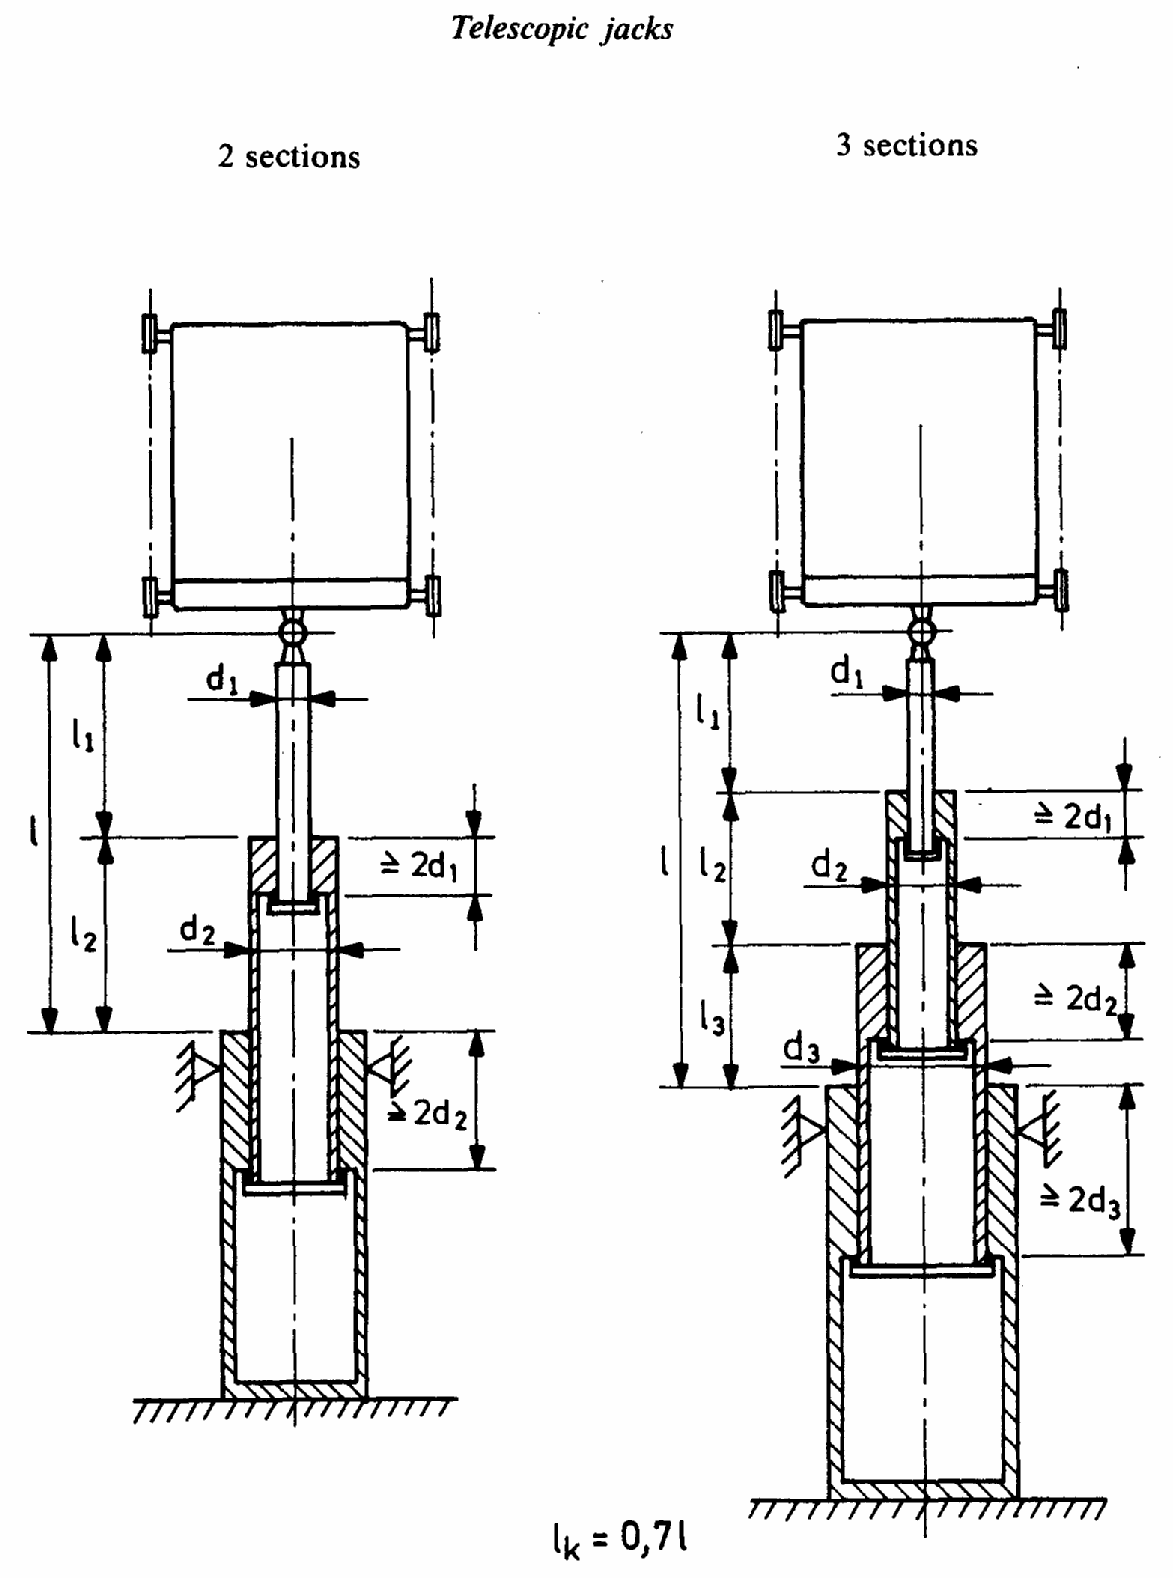 Telescopic jacks
2 sections
3 sections
d1
l1
l
≧ 2d1
l2
d2
≧ 2d2
d1
l1
≧ 2d1
l
l2
d2
≧ 2d2
l3
d3
≧ 2d3
lk = 0,7l